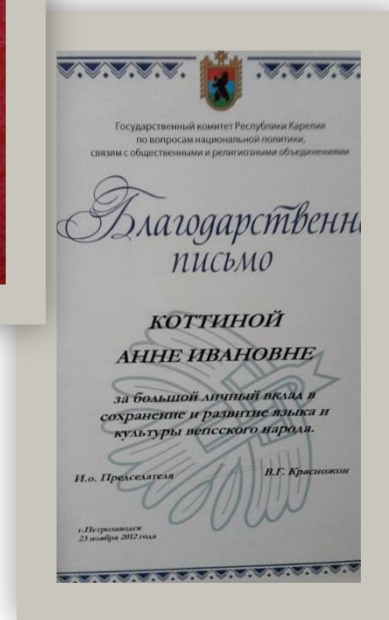 Государственный комитет Республики Карелия
по вопросам национальной политики,
связям с общественными и религиозными объединениями
Благодарственн
письмо
КОТТИНОЙ
АННЕ ИВАНОВНЕ
за большой личный вклад в
сохранение и развитие языка и
культуры вепсского народа.
И.о. Председателя В.Г. Красножон
г.Петрозаводск
23 ноября 2012 года